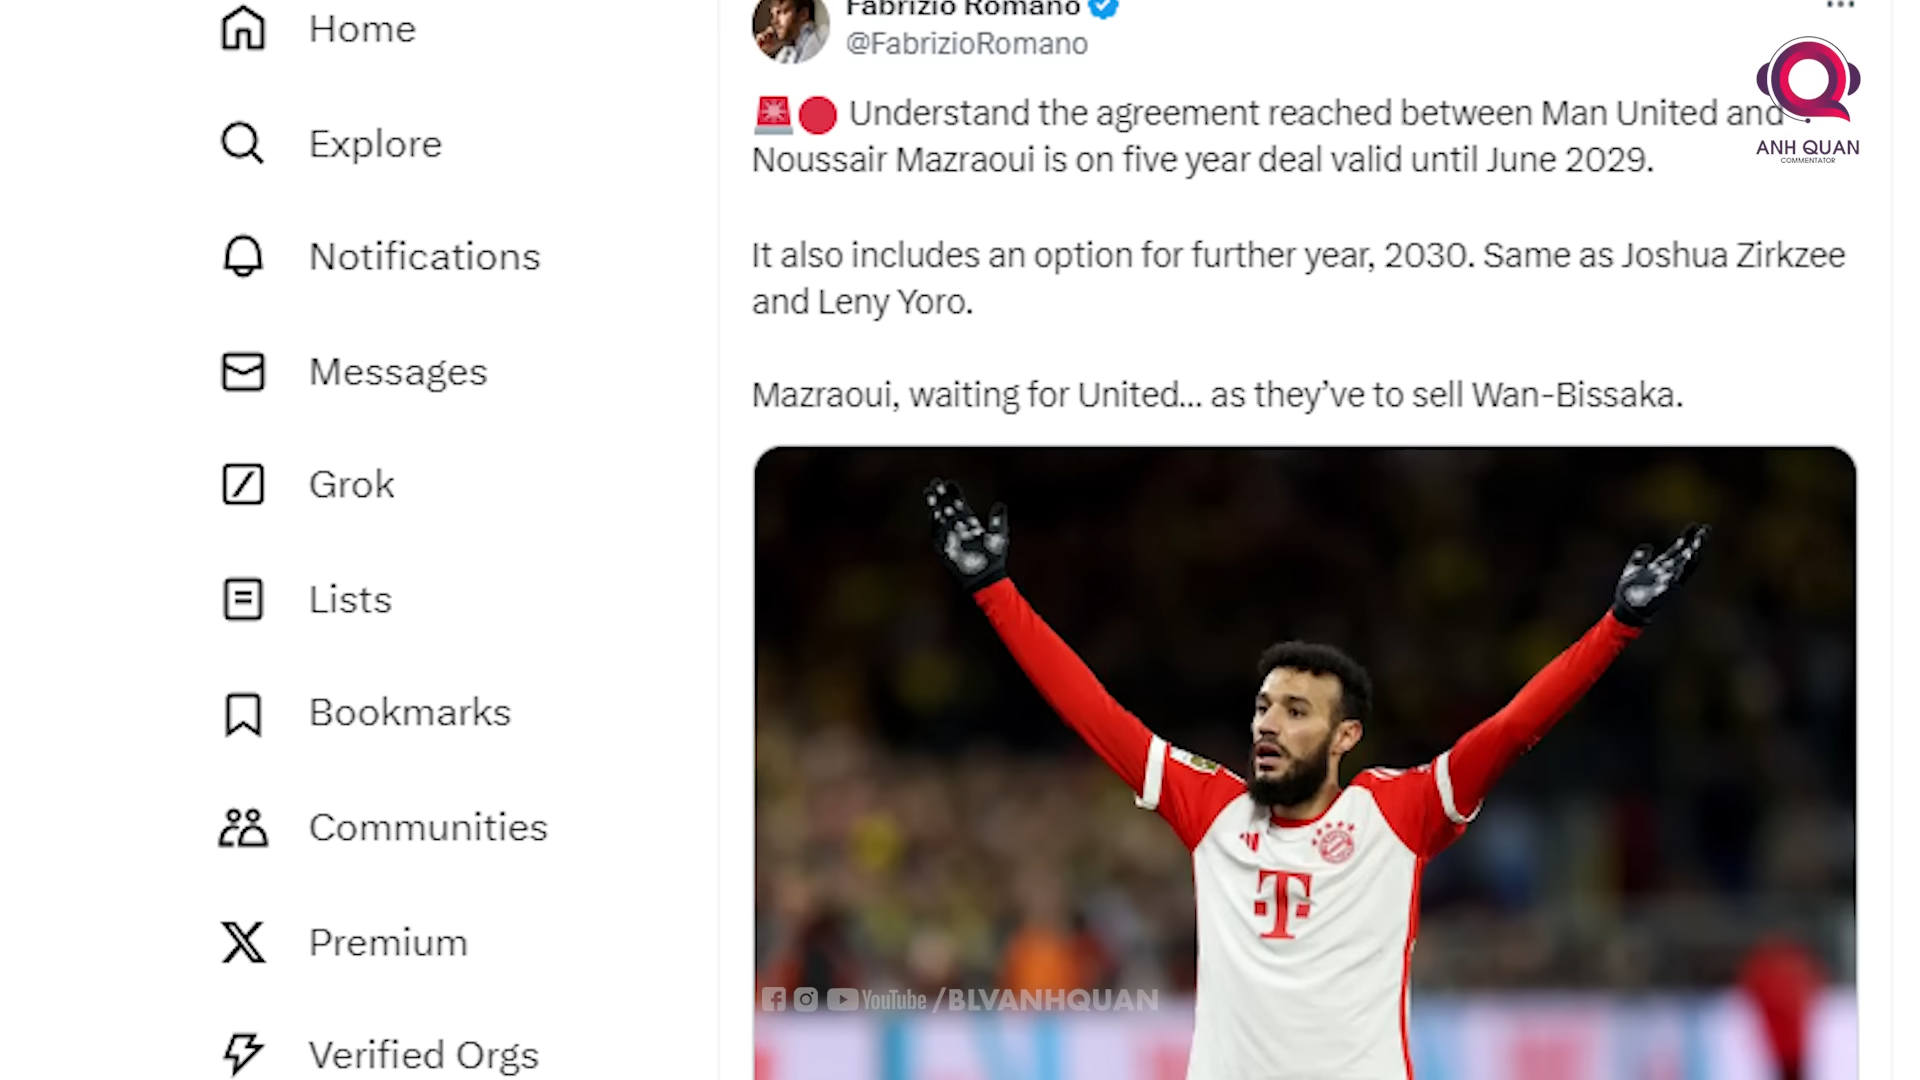 Home
Explore
Notifications
Messages
Grok
Lists
Bookmarks
Communities
Premium
Verified Orgs
Fabrizio Romano
@FabrizioRomano
Understand the agreement reached between Man United and
Noussair Mazraoui is on five year deal valid until June 2029.
It also includes an option for further year, 2030. Same as Joshua Zirkzee
and Leny Yoro.
Mazraoui, waiting for United... as they’ve to sell Wan-Bissaka.
ANH QUAN
COMMENTATOR
T
YouTube /BLVANHQUAN